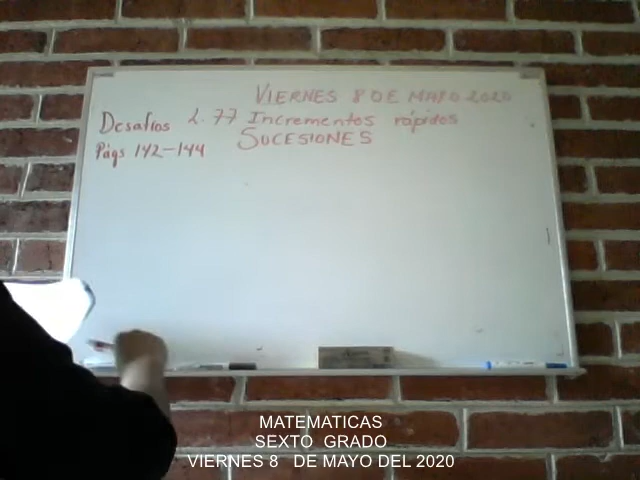 VIERNES 8 DE MAYO 2020
Desafios 2.77 Incrementos rápidos
Págs 142-144 SUCESIONES
MATEMATICAS
SEXTO GRADO
VIERNES 8 DE MAYO DEL 2020